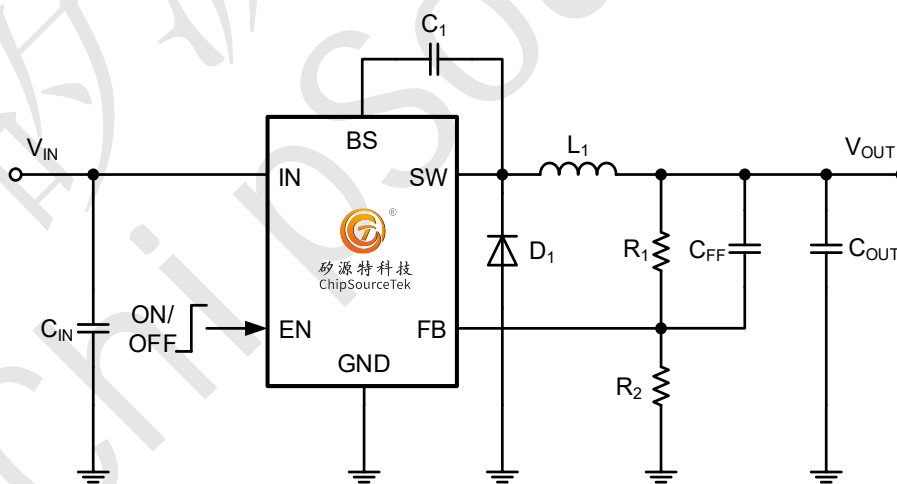 C1
BS
VIN
IN
SW
L1
VOUT
®
矽源特科技
ChipSourceTek
D1
R1
CFF
COUT
CIN
ON/
OFF
EN
FB
GND
R2
ChipSou